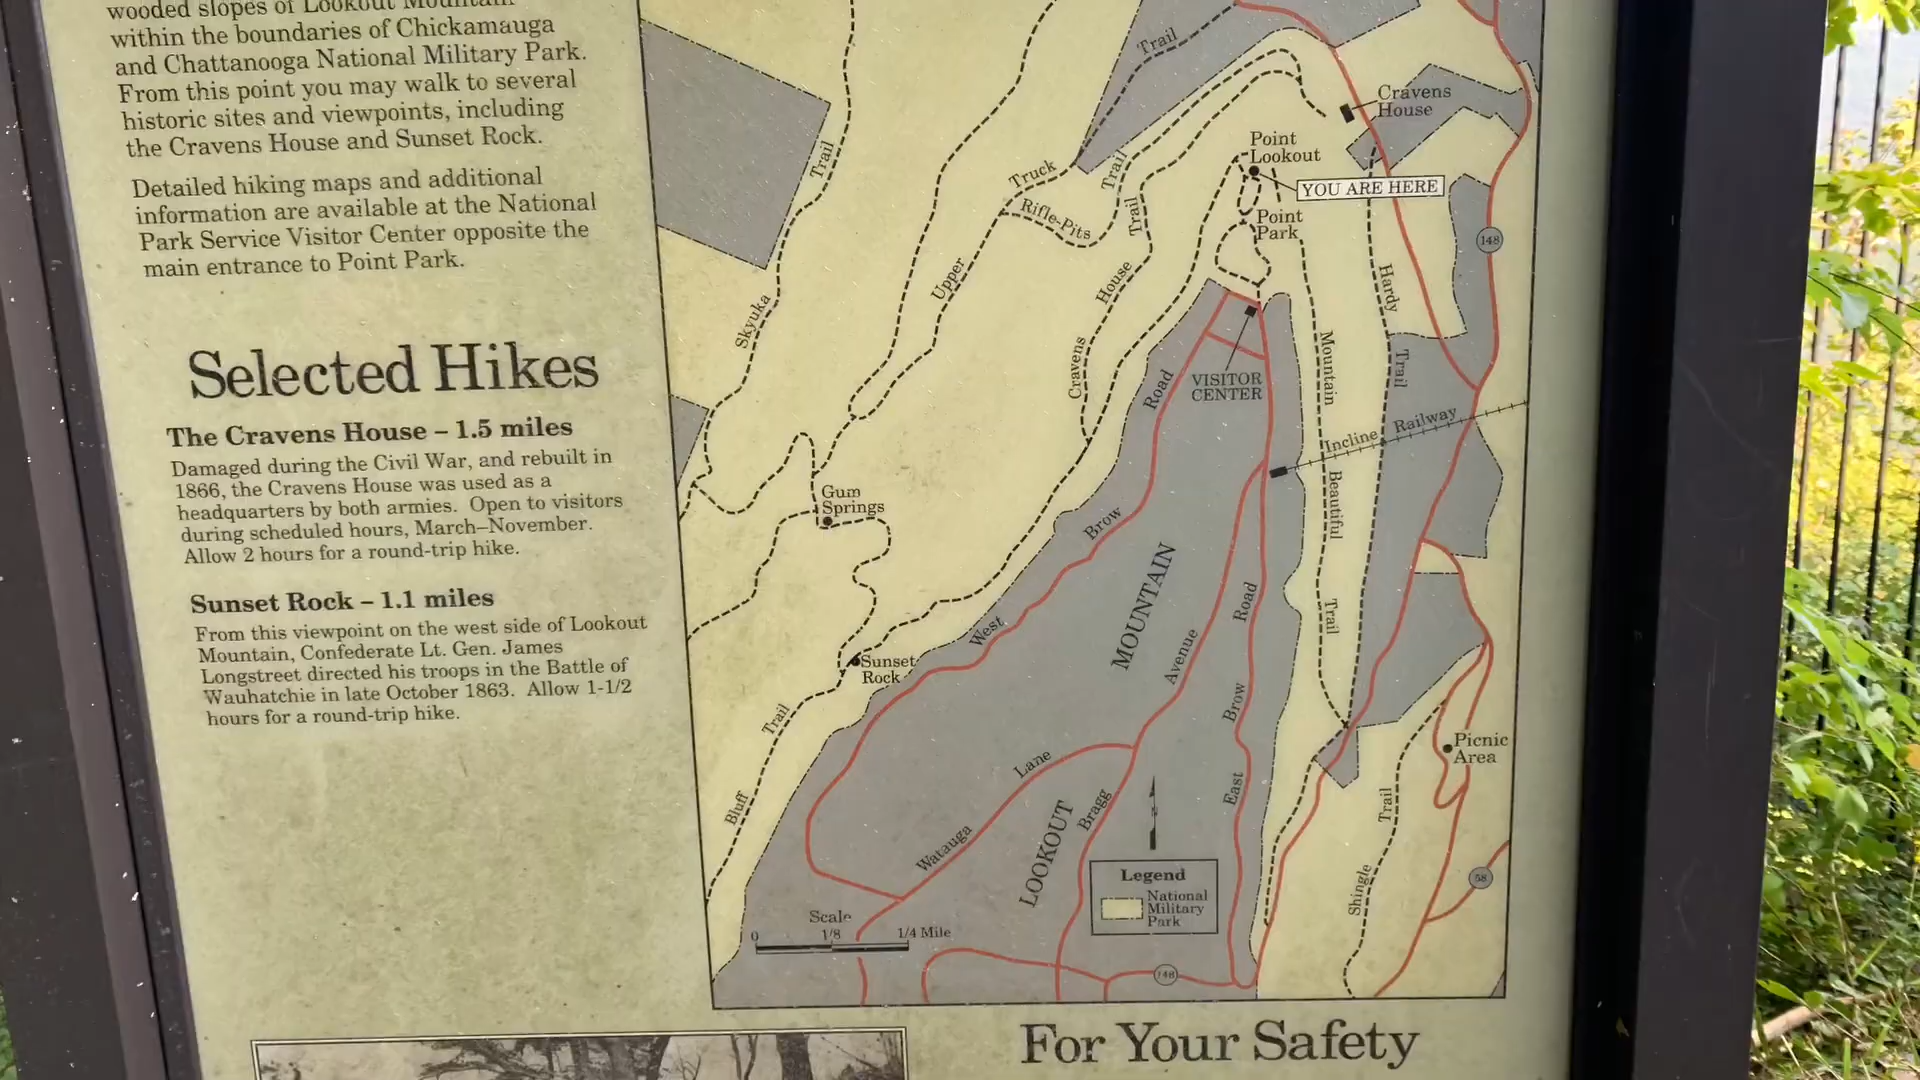 wooded slopes of Lookout Mountain
within the boundaries of Chickamauga
and Chattanooga National Military Park.
From this point you may walk to several
historic sites and viewpoints, including
the Cravens House and Sunset Rock.
Detailed hiking maps and additional
information are available at the National
Park Service Visitor Center opposite the
main entrance to Point Park.
Selected Hikes
The Cravens House – 1.5 miles
Damaged during the Civil War, and rebuilt in
1866, the Cravens House was used as a
headquarters by both armies. Open to visitors
during scheduled hours, March–November.
Allow 2 hours for a round-trip hike.
Sunset Rock – 1.1 miles
From this viewpoint on the west side of Lookout
Mountain, Confederate Lt. Gen. James
Longstreet directed his troops in the Battle of
Wauhatchie in late October 1863. Allow 1-1/2
hours for a round-trip hike.
Trail
Cravens
House
Point
Lookout
YOU ARE HERE
Point
Park
Truck
Trail
Rifle-Pits
Trail
Trail
Upper
Skyuka
House
Cravens
Hardy
Trail
148
Mountain
Beautiful
Trail
Road
VISITOR
CENTER
Incline Railway
Gum
Springs
Brow
West
MOUNTAIN
Road
Avenue
Sunset
Rock
Trail
Bluff
Brow
East
Lane
Watauga
Bragg
LOOKOUT
Picnic
Area
Trail
Shingle
58
Legend
National
Military
Park
Scale
0 1/8 1/4 Mile
148
For Your Safety